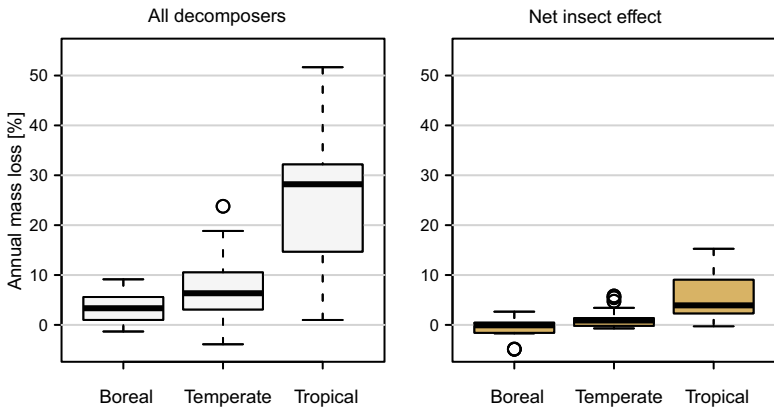 All decomposers
Net insect effect
Annual mass loss [%]
50
40
30
20
10
0
Boreal Temperate Tropical
50
40
30
20
10
0
Boreal Temperate Tropical